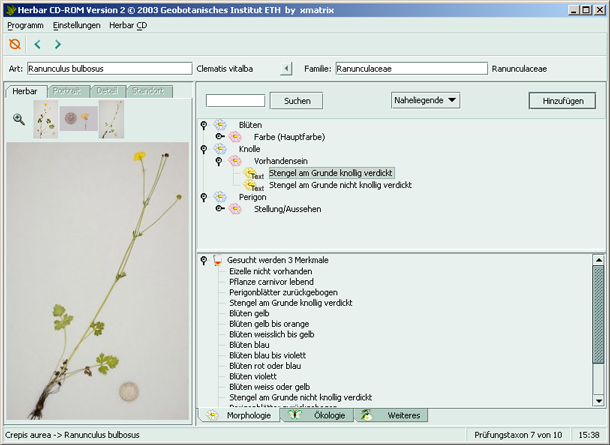 Herbar CD-ROM Version 2 © 2003 Geobotanisches Institut ETH by xmatrix
Programm Einstellungen Herbar CD
Art: Ranunculus bulbosus Clematis vitalba Familie: Ranunculaceae Ranunculaceae
Herbar Portrait Detail Standort
Suchen Naheliegende Hinzufügen
Blüten
Farbe (Hauptfarbe)
Knolle
Vorhandensein
Text Stengel am Grunde knollig verdickt
Text Stengel am Grunde nicht knollig verdickt
Perigon
Stellung/Aussehen
Gesucht werden 3 Merkmale
Eizelle nicht vorhanden
Pflanze carnivor lebend
Perigonblätter zurückgebogen
Stengel am Grunde knollig verdickt
Blüten gelb
Blüten gelb bis orange
Blüten weisslich bis gelb
Blüten blau
Blüten blau bis violett
Blüten rot oder blau
Blüten violett
Blüten weiss oder gelb
Stengel am Grunde nicht knollig verdickt
Morphologie Ökologie Weiteres
Crepis aurea -> Ranunculus bulbosus Prüfungstaxon 7 von 10 15:38